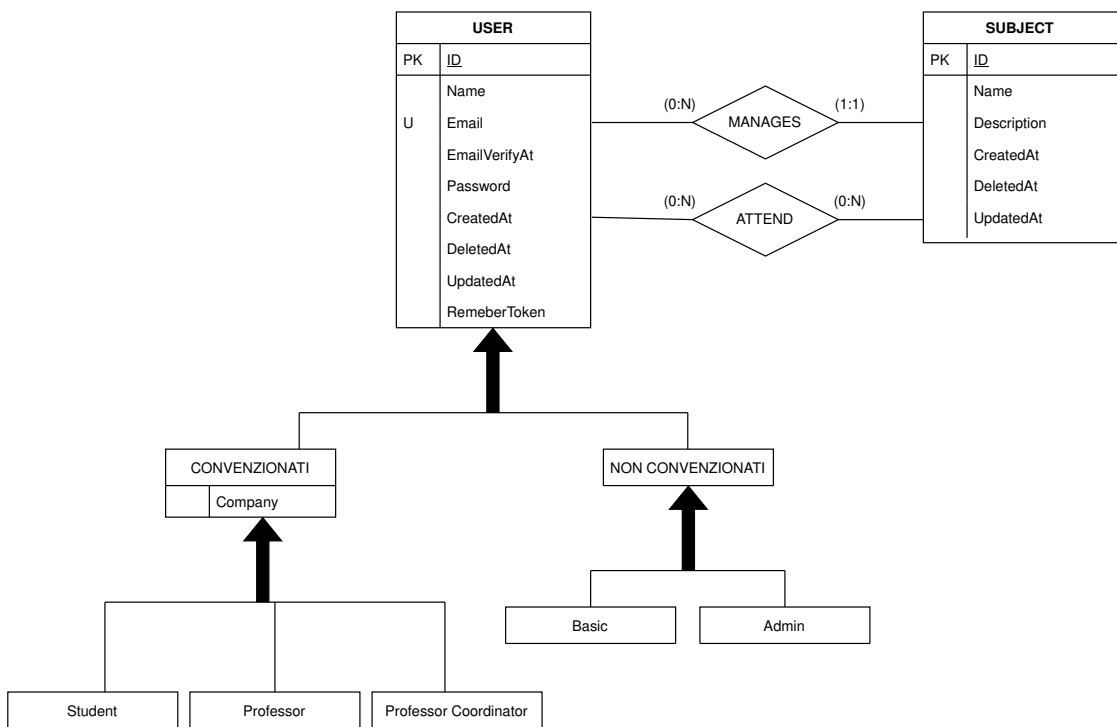 USER
PK ID
Name
U Email
EmailVerifyAt
Password
CreatedAt
DeletedAt
UpdatedAt
RemeberToken
(0:N) MANAGES (1:1)
(0:N) ATTEND (0:N)
SUBJECT
PK ID
Name
Description
CreatedAt
DeletedAt
UpdatedAt
CONVENZIONATI
Company
NON CONVENZIONATI
Basic
Admin
Student
Professor
Professor Coordinator